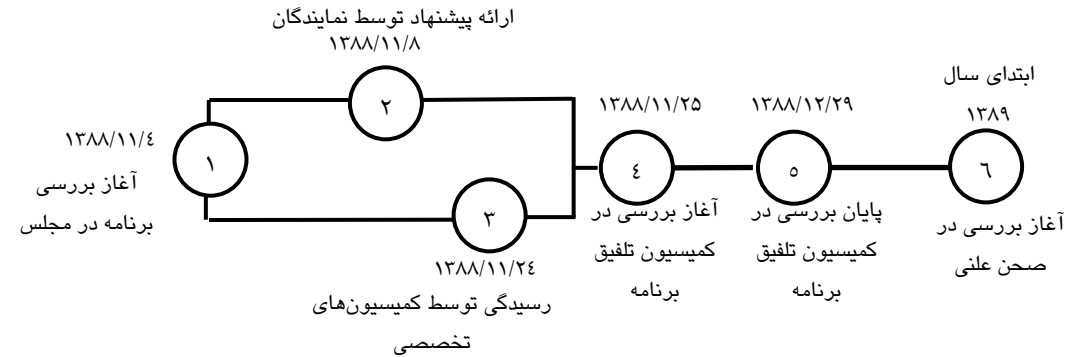 ارائه پیشنهاد توسط نمایندگان
۱۳۸۸/۱۱/۸
۲
۱۳۸۸/۱۱/٤
آغاز بررسی
برنامه در مجلس
۱
۳
۱۳۸۸/۱۱/۲٤
رسیدگی توسط کمیسیون‌های
تخصصی
۱۳۸۸/۱۱/۲۵
٤
آغاز بررسی در
کمیسیون تلفیق
برنامه
۱۳۸۸/۱۲/۲۹
۵
پایان بررسی در
کمیسیون تلفیق
برنامه
ابتدای سال
۱۳۸۹
٦
آغاز بررسی در
صحن علنی